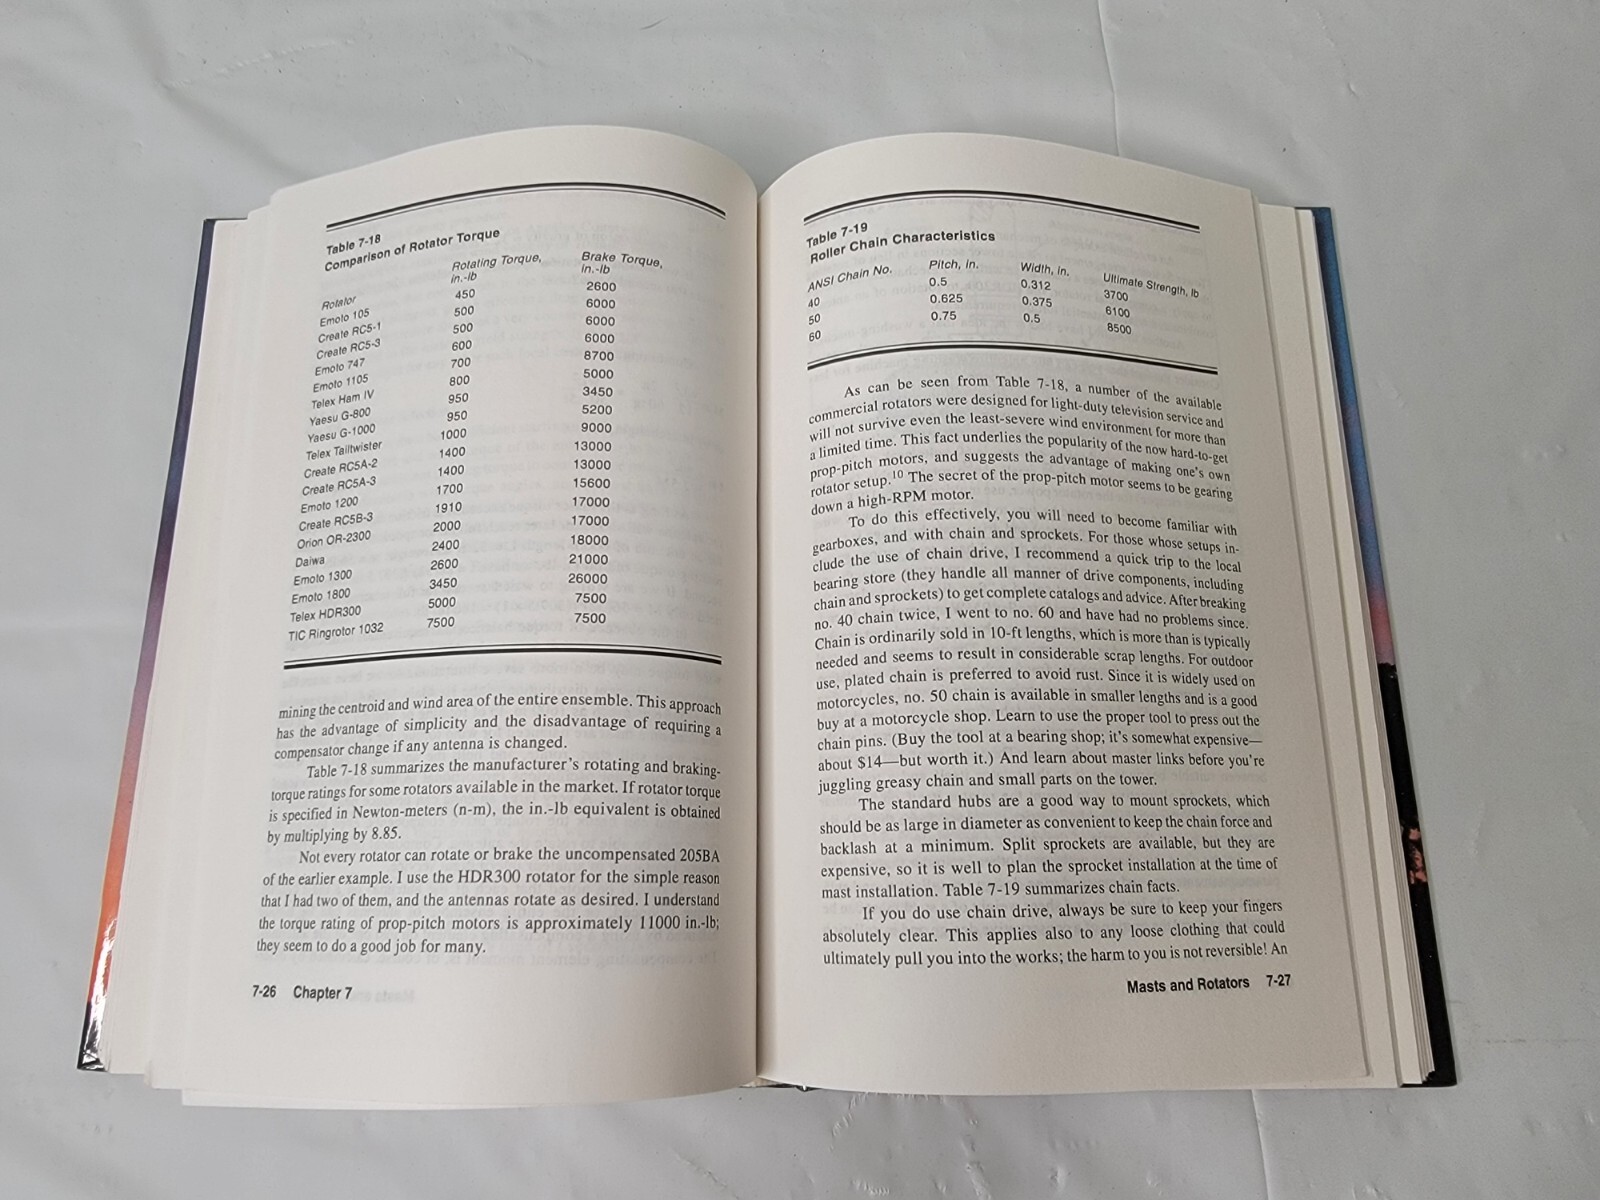 Table 7-18
Comparison of Rotator Torque
Rotator Rotating Torque, in.-lb Brake Torque, in.-lb
Emoto 105 450 2600
Create RC5-1 500 6000
Create RC5-3 500 6000
Emoto 747 600 6000
Emoto 1105 700 8700
Telex Ham IV 800 5000
Yaesu G-800 950 3450
Yaesu G-1000 950 5200
Telex Tailtwister 1000 9000
Create RC5A-2 1400 13000
Create RC5A-3 1400 13000
Emoto 1200 1700 15600
Create RC5B-3 1910 17000
Orion OR-2300 2000 17000
Daiwa 2400 18000
Emoto 1300 2600 21000
Emoto 1800 3450 26000
Telex HDR300 5000 7500
TIC Ringrotor 1032 7500 7500
mining the centroid and wind area of the entire ensemble. This approach
has the advantage of simplicity and the disadvantage of requiring a
compensator change if any antenna is changed.
Table 7-18 summarizes the manufacturer's rotating and braking-
torque ratings for some rotators available in the market. If rotator torque
is specified in Newton-meters (n-m), the in.-lb equivalent is obtained
by multiplying by 8.85.
Not every rotator can rotate or brake the uncompensated 205BA
of the earlier example. I use the HDR300 rotator for the simple reason
that I had two of them, and the antennas rotate as desired. I understand
the torque rating of prop-pitch motors is approximately 11000 in.-lb;
they seem to do a good job for many.
7-26 Chapter 7
Table 7-19
Roller Chain Characteristics
ANSI Chain No. Pitch, in. Width, in. Ultimate Strength, lb
40 0.5 0.312 3700
50 0.625 0.375 6100
60 0.75 0.5 8500
As can be seen from Table 7-18, a number of the available
commercial rotators were designed for light-duty television service and
will not survive even the least-severe wind environment for more than
a limited time. This fact underlies the popularity of the now hard-to-get
prop-pitch motors, and suggests the advantage of making one's own
rotator setup.10 The secret of the prop-pitch motor seems to be gearing
down a high-RPM motor.
To do this effectively, you will need to become familiar with
gearboxes, and with chain and sprockets. For those whose setups in-
clude the use of chain drive, I recommend a quick trip to the local
bearing store (they handle all manner of drive components, including
chain and sprockets) to get complete catalogs and advice. After breaking
no. 40 chain twice, I went to no. 60 and have had no problems since.
Chain is ordinarily sold in 10-ft lengths, which is more than is typically
needed and seems to result in considerable scrap lengths. For outdoor
use, plated chain is preferred to avoid rust. Since it is widely used on
motorcycles, no. 50 chain is available in smaller lengths and is a good
buy at a motorcycle shop. Learn to use the proper tool to press out the
chain pins. (Buy the tool at a bearing shop; it's somewhat expensive—
about $14—but worth it.) And learn about master links before you're
juggling greasy chain and small parts on the tower.
The standard hubs are a good way to mount sprockets, which
should be as large in diameter as convenient to keep the chain force and
backlash at a minimum. Split sprockets are available, but they are
expensive, so it is well to plan the sprocket installation at the time of
mast installation. Table 7-19 summarizes chain facts.
If you do use chain drive, always be sure to keep your fingers
absolutely clear. This applies also to any loose clothing that could
ultimately pull you into the works; the harm to you is not reversible! An
Masts and Rotators 7-27